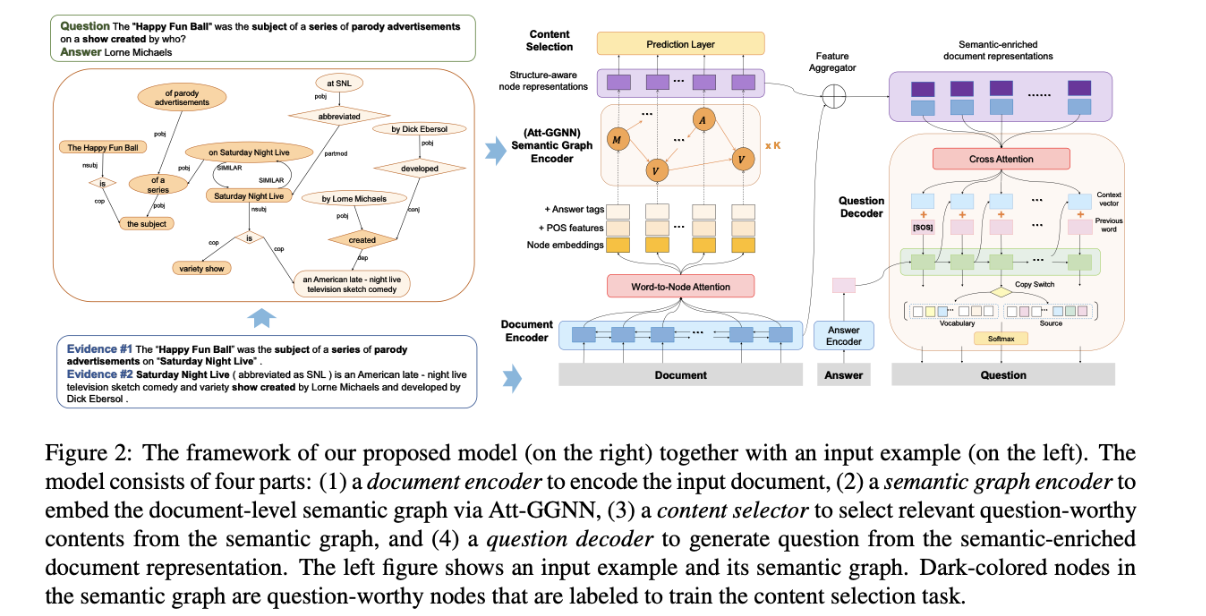 Question The "Happy Fun Ball" was the subject of a series of parody advertisements
on a show created by who?
Answer Lorne Michaels
of parody
advertisements
at SNL
pobj
abbreviated
by Dick Ebersol
pobj
The Happy Fun Ball
pobj
on Saturday Night Live
partmod
nsubj
pobj
SIMILAR
developed
is
of a
series
SIMILAR
cop
pobj
Saturday Night Live
by Lorne Michaels
the subject
nsubj
pobj
conj
is
created
cop
cop
dep
variety show
an American late - night live
television sketch comedy
Evidence #1 The "Happy Fun Ball" was the subject of a series of parody
advertisements on "Saturday Night Live" .
Evidence #2 Saturday Night Live ( abbreviated as SNL ) is an American late - night live
television sketch comedy and variety show created by Lorne Michaels and developed by
Dick Ebersol .
Content
Selection
Prediction Layer
Structure-aware
node representations
...
(Att-GGNN)
Semantic Graph
Encoder
M
...
...
A
V
V
x K
+ Answer tags
+ POS features
Node embeddings
...
Word-to-Node Attention
Document
Encoder
...
Document
Feature
Aggregator
Answer
Encoder
Answer
Semantic-enriched
document representations
......
Cross Attention
Question
Decoder
...
Context
vector
+ + + +
[SOS]
...
Previous
word
...
Copy Switch
... ...
Vocabulary
Source
Softmax
Question
Figure 2: The framework of our proposed model (on the right) together with an input example (on the left). The
model consists of four parts: (1) a document encoder to encode the input document, (2) a semantic graph encoder to
embed the document-level semantic graph via Att-GGNN, (3) a content selector to select relevant question-worthy
contents from the semantic graph, and (4) a question decoder to generate question from the semantic-enriched
document representation. The left figure shows an input example and its semantic graph. Dark-colored nodes in
the semantic graph are question-worthy nodes that are labeled to train the content selection task.